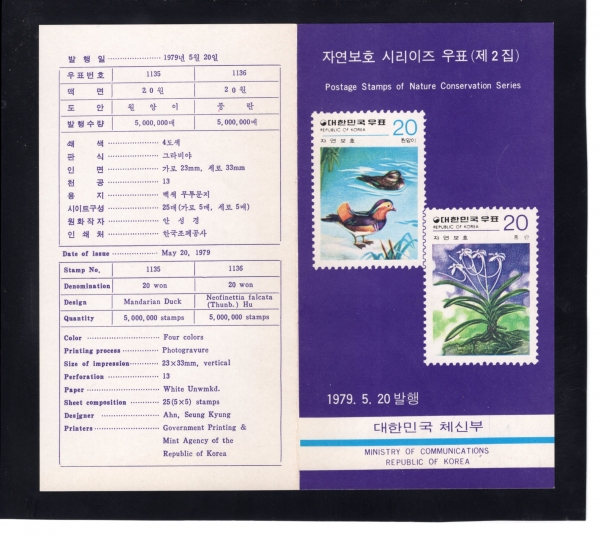 발 행 일 ·················· 1979년 5월 20일
우표번호 1135 1136
액 면 20원 20원
도 안 원 앙 이 풍 란
발행수량 5,000,000매 5,000,000매
색 색 ·················· 4도색
판 식 ·················· 그라비아
인 면 ·················· 가로 23mm, 세로 33mm
천 공 ·················· 13
용 지 ·················· 백색 무투문지
시이트구성 ·················· 25매(가로 5매, 세로 5매)
원화작자 ·················· 안 성 경
인 쇄 처 ·················· 한국조폐공사
Date of issue ·················· May 20, 1979
Stamp No. 1135 1136
Denomination 20 won 20 won
Design Mandarian Duck Neofinettia falcata
(Thunb.) Hu
Quantity 5,000,000 stamps 5,000,000 stamps
Color ·················· Four colors
Printing process ·················· Photogravure
Size of impression ·················· 23×33mm, vertical
Perforation ·················· 13
Paper ·················· White Unwmkd.
Sheet composition ·················· 25(5×5) stamps
Designer ·················· Ahn, Seung Kyung
Printers ·················· Government Printing &
Mint Agency of the
Republic of Korea
자연보호 시리이즈 우표(제2집)
Postage Stamps of Nature Conservation Series
대한민국우표 20
REPUBLIC OF KOREA
자연보호 원앙이
대한민국우표 20
REPUBLIC OF KOREA
자연보호 풍란
1979. 5. 20 발행
대한민국 체신부
MINISTRY OF COMMUNICATIONS
REPUBLIC OF KOREA